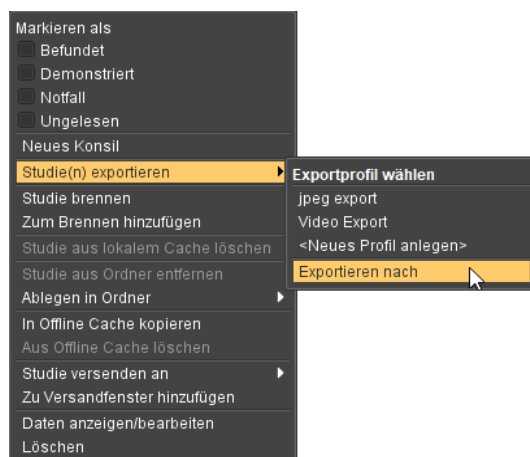 Markieren als
Befundet
Demonstriert
Notfall
Ungelesen
Neues Konsil
Studie(n) exportieren
Studie brennen
Zum Brennen hinzufügen
Studie aus lokalem Cache löschen
Studie aus Ordner entfernen
Ablegen in Ordner
In Offline Cache kopieren
Aus Offline Cache löschen
Studie versenden an
Zu Versandfenster hinzufügen
Daten anzeigen/bearbeiten
Löschen
Exportprofil wählen
jpeg export
Video Export
<Neues Profil anlegen>
Exportieren nach